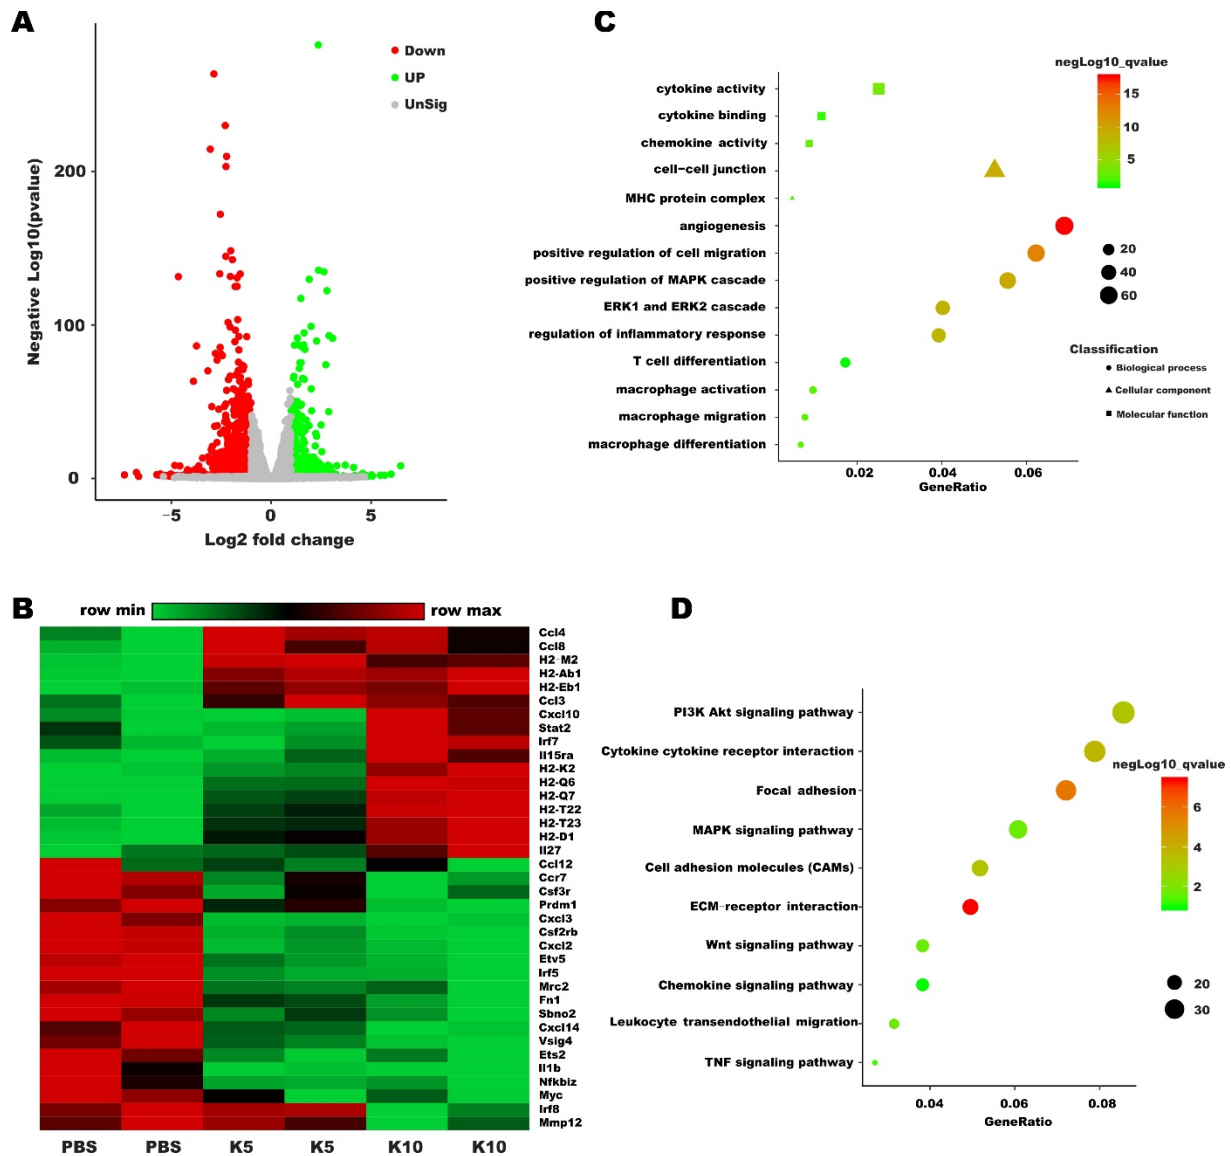 A
Down
UP
UnSig
Negative Log10(pvalue)
200
100
0
−5
0
5
Log2 fold change
C
negLog10_qvalue
15
10
5
20
40
60
Classification
Biological process
Cellular component
Molecular function
cytokine activity
cytokine binding
chemokine activity
cell−cell junction
MHC protein complex
angiogenesis
positive regulation of cell migration
positive regulation of MAPK cascade
ERK1 and ERK2 cascade
regulation of inflammatory response
T cell differentiation
macrophage activation
macrophage migration
macrophage differentiation
0.02
0.04
0.06
GeneRatio
B
row min
row max
Ccl4
Ccl8
H2-M2
H2-Ab1
H2-Eb1
Ccl3
Cxcl10
Stat2
Irf7
Il15ra
H2-K2
H2-Q6
H2-Q7
H2-T22
H2-T23
H2-D1
Il27
Ccl12
Ccr7
Csf3r
Prdm1
Cxcl3
Csf2rb
Cxcl2
Etv5
Irf5
Mrc2
Fn1
Sbno2
Cxcl14
Vsig4
Ets2
Il1b
Nfkbiz
Myc
Irf8
Mmp12
PBS
PBS
K5
K5
K10
K10
D
PI3K Akt signaling pathway
Cytokine cytokine receptor interaction
Focal adhesion
MAPK signaling pathway
Cell adhesion molecules (CAMs)
ECM−receptor interaction
Wnt signaling pathway
Chemokine signaling pathway
Leukocyte transendothelial migration
TNF signaling pathway
0.04
0.06
0.08
GeneRatio
negLog10_qvalue
6
4
2
20
30